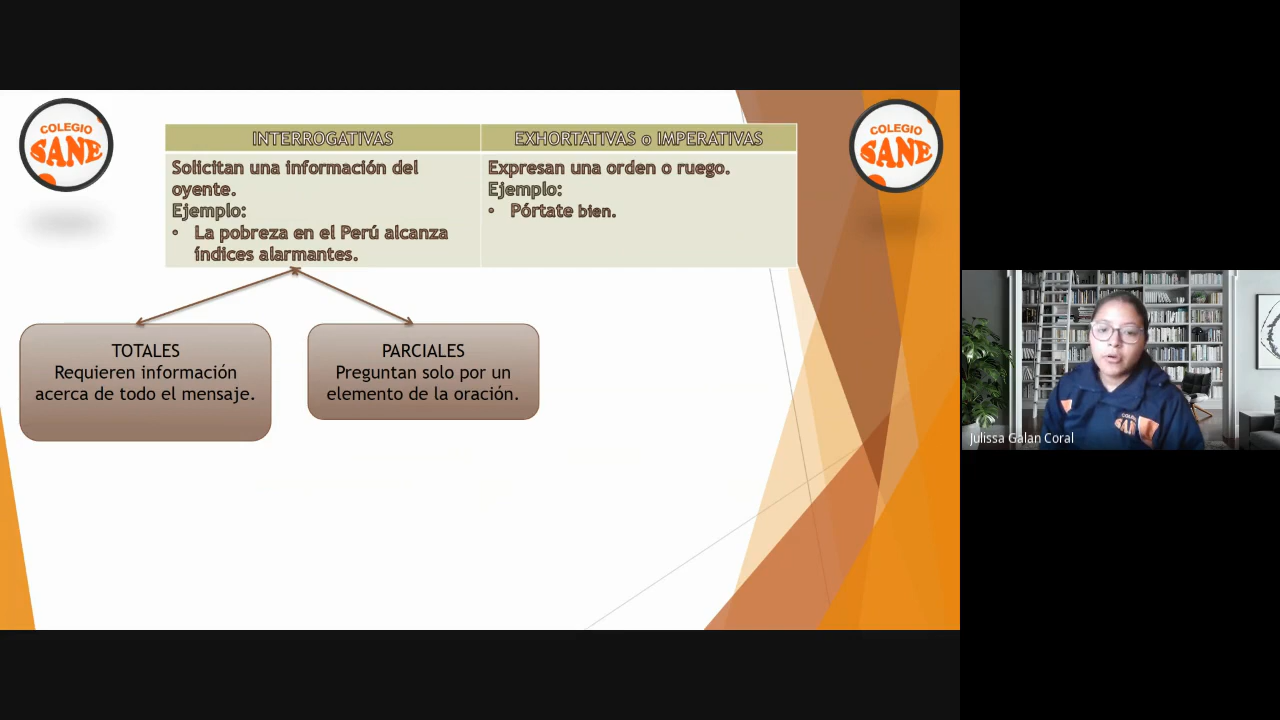 COLEGIO
SANE
COLEGIO
SANE
INTERROGATIVAS
EXHORTATIVAS o IMPERATIVAS
Solicitan una información del
oyente.
Ejemplo:
• La pobreza en el Perú alcanza
índices alarmantes.
Expresan una orden o ruego.
Ejemplo:
• Pórtate bien.
TOTALES
Requieren información
acerca de todo el mensaje.
PARCIALES
Preguntan solo por un
elemento de la oración.
Julissa Galan Coral